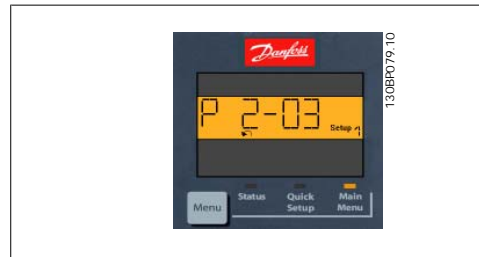 Danfoss
130BP079.10
P 2-03
Setup 1
Status
Quick Setup
Main Menu
Menu